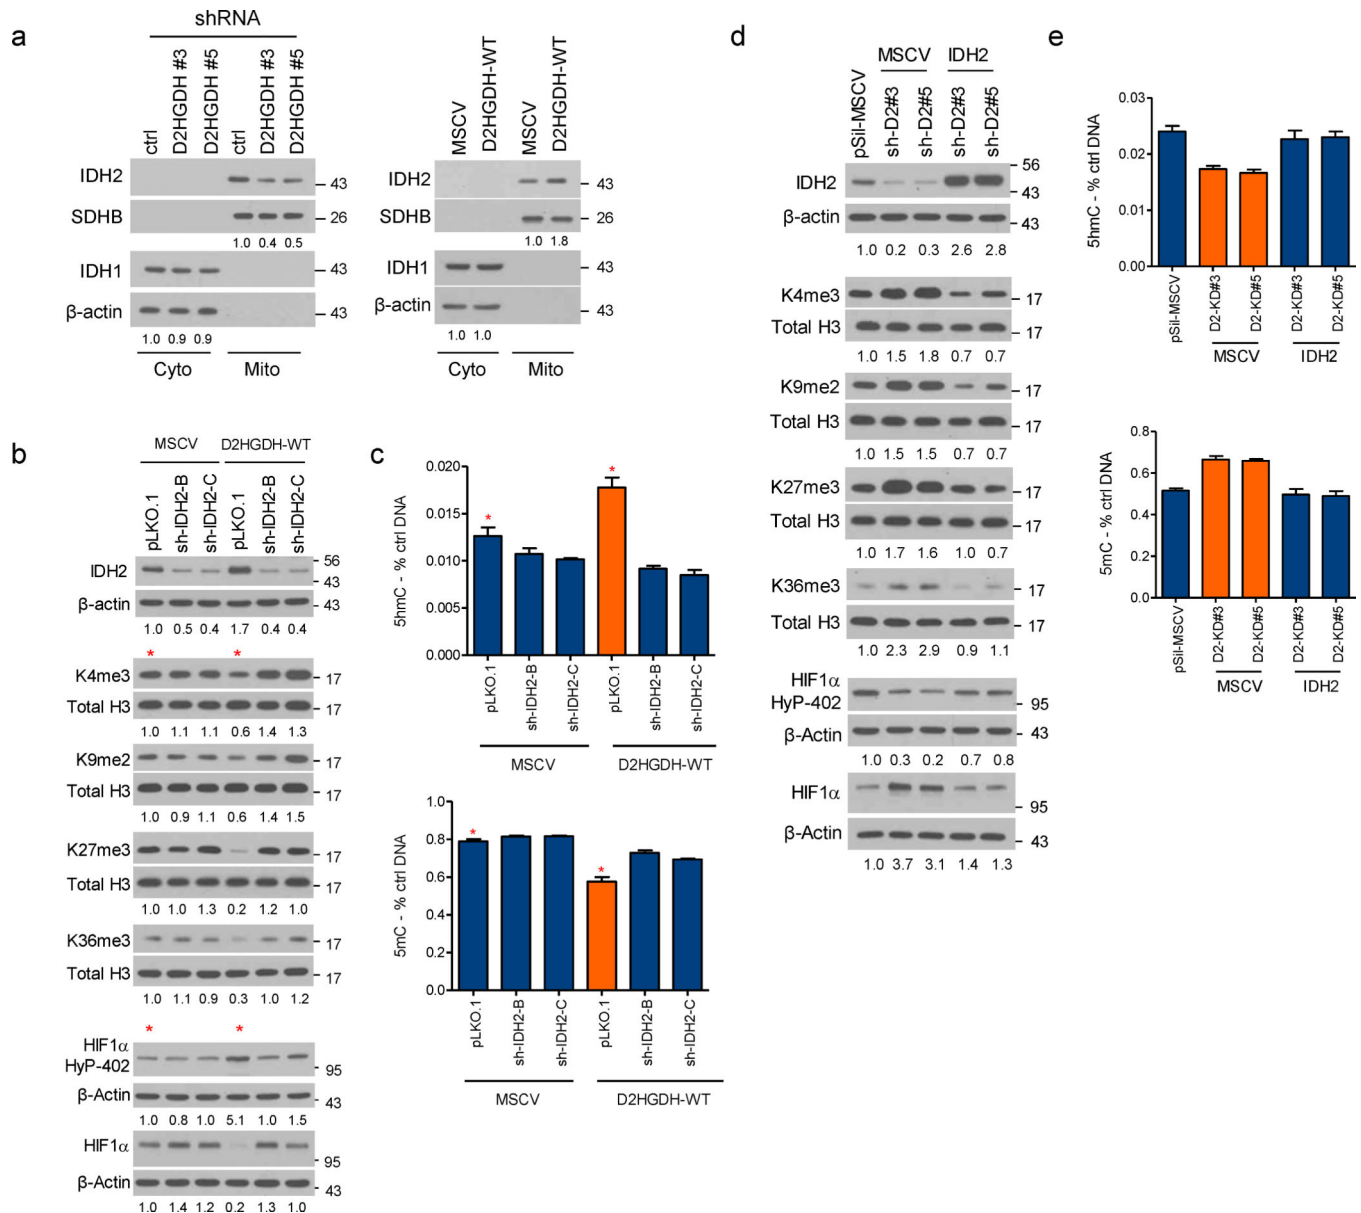 a
shRNA
ctrl
D2HGDH #3
D2HGDH #5
ctrl
D2HGDH #3
D2HGDH #5
IDH2
43
SDHB
26
1.0 0.4 0.5
IDH1
43
β-actin
43
1.0 0.9 0.9
Cyto Mito
MSCV
D2HGDH-WT
MSCV
D2HGDH-WT
IDH2
43
SDHB
26
1.0 1.8
IDH1
43
β-actin
43
1.0 1.0
Cyto Mito
b
MSCV D2HGDH-WT
pLKO.1
sh-IDH2-B
sh-IDH2-C
pLKO.1
sh-IDH2-B
sh-IDH2-C
IDH2
56
43
β-actin
43
1.0 0.5 0.4 1.7 0.4 0.4
* *
K4me3
17
Total H3
17
1.0 1.1 1.1 0.6 1.4 1.3
K9me2
17
Total H3
17
1.0 0.9 1.1 0.6 1.4 1.5
K27me3
17
Total H3
17
1.0 1.0 1.3 0.2 1.2 1.0
K36me3
17
Total H3
17
1.0 1.1 0.9 0.3 1.0 1.2
* *
HIF1α
HyP-402
95
β-Actin
43
1.0 0.8 1.0 5.1 1.0 1.5
HIF1α
95
β-Actin
43
1.0 1.4 1.2 0.2 1.3 1.0
c
5hmC - % ctrl DNA
0.020
0.015
0.010
0.005
0.000
* *
pLKO.1
sh-IDH2-B
sh-IDH2-C
pLKO.1
sh-IDH2-B
sh-IDH2-C
MSCV D2HGDH-WT
5mC - % ctrl DNA
1.0
0.8
0.6
0.4
0.2
0.0
* *
pLKO.1
sh-IDH2-B
sh-IDH2-C
pLKO.1
sh-IDH2-B
sh-IDH2-C
MSCV D2HGDH-WT
d
MSCV IDH2
pSil-MSCV
sh-D2#3
sh-D2#5
sh-D2#3
sh-D2#5
IDH2
56
43
β-actin
43
1.0 0.2 0.3 2.6 2.8
K4me3
17
Total H3
17
1.0 1.5 1.8 0.7 0.7
K9me2
17
Total H3
17
1.0 1.5 1.5 0.7 0.7
K27me3
17
Total H3
17
1.0 1.7 1.6 1.0 0.7
K36me3
17
Total H3
17
1.0 2.3 2.9 0.9 1.1
HIF1α
HyP-402
95
β-Actin
43
1.0 0.3 0.2 0.7 0.8
HIF1α
95
β-Actin
43
1.0 3.7 3.1 1.4 1.3
e
5hmC - % ctrl DNA
0.03
0.02
0.01
0.00
pSil-MSCV
D2-KD#3
D2-KD#5
D2-KD#3
D2-KD#5
MSCV IDH2
5mC - % ctrl DNA
0.8
0.6
0.4
0.2
0.0
pSil-MSCV
D2-KD#3
D2-KD#5
D2-KD#3
D2-KD#5
MSCV IDH2